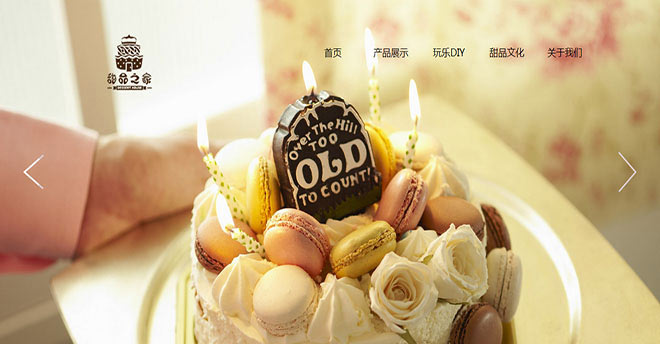 甜品之家
DESSERT HOUSE
首页 产品展示 玩乐DIY 甜品文化 关于我们
Over The Hill
TOO
OLD
TO COUNT!